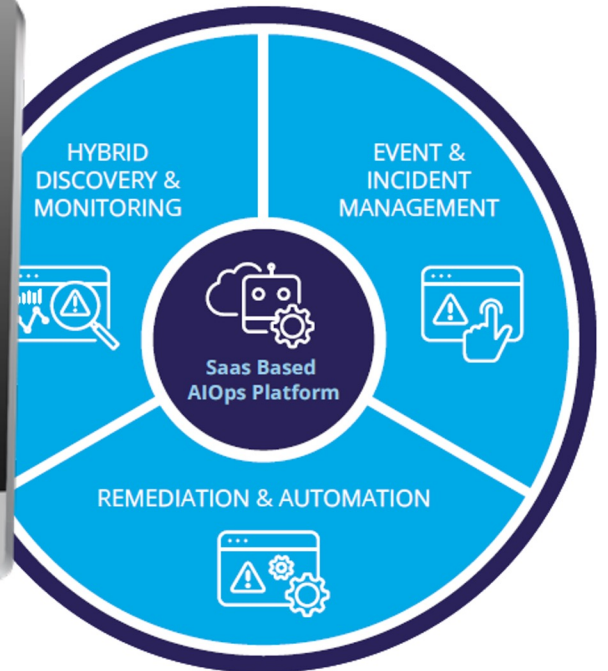 HYBRID
DISCOVERY &
MONITORING
EVENT &
INCIDENT
MANAGEMENT
Saas Based
AIOps Platform
REMEDIATION & AUTOMATION